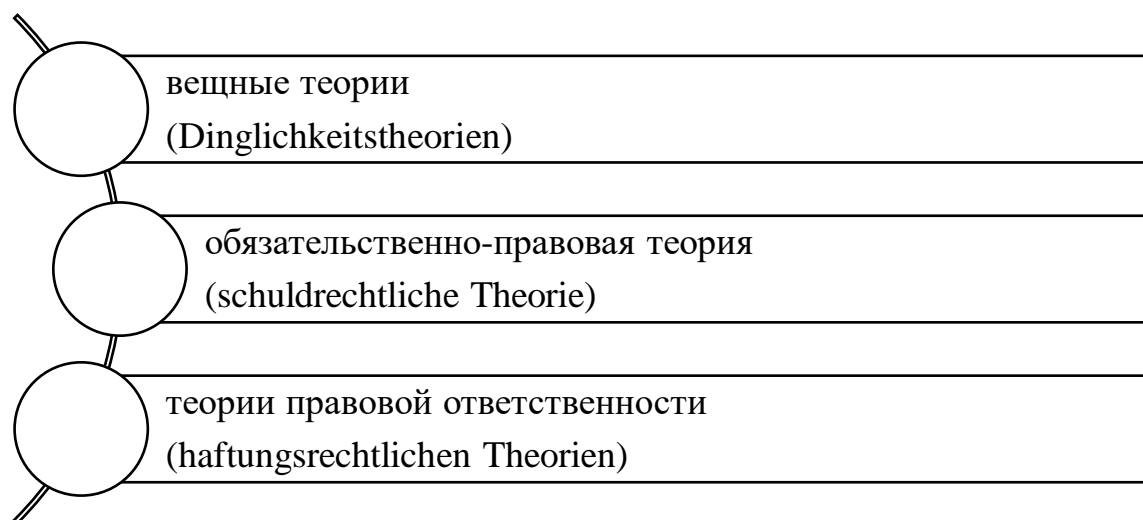 вещные теории
(Dinglichkeitstheorien)
обязательственно-правовая теория
(schuldrechtliche Theorie)
теории правовой ответственности
(haftungsrechtlichen Theorien)